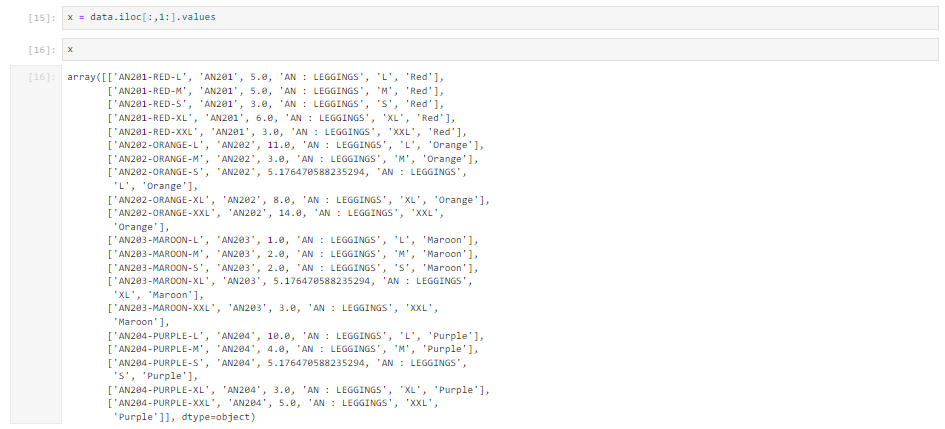 [15]: x = data.iloc[:,1:].values
[16]: x
[16]: array([['AN201-RED-L', 'AN201', 5.0, 'AN : LEGGINGS', 'L', 'Red'],
['AN201-RED-M', 'AN201', 5.0, 'AN : LEGGINGS', 'M', 'Red'],
['AN201-RED-S', 'AN201', 3.0, 'AN : LEGGINGS', 'S', 'Red'],
['AN201-RED-XL', 'AN201', 6.0, 'AN : LEGGINGS', 'XL', 'Red'],
['AN201-RED-XXL', 'AN201', 3.0, 'AN : LEGGINGS', 'XXL', 'Red'],
['AN202-ORANGE-L', 'AN202', 11.0, 'AN : LEGGINGS', 'L', 'Orange'],
['AN202-ORANGE-M', 'AN202', 3.0, 'AN : LEGGINGS', 'M', 'Orange'],
['AN202-ORANGE-S', 'AN202', 5.176470588235294, 'AN : LEGGINGS',
'L', 'Orange'],
['AN202-ORANGE-XL', 'AN202', 8.0, 'AN : LEGGINGS', 'XL', 'Orange'],
['AN202-ORANGE-XXL', 'AN202', 14.0, 'AN : LEGGINGS', 'XXL',
'Orange'],
['AN203-MAROON-L', 'AN203', 1.0, 'AN : LEGGINGS', 'L', 'Maroon'],
['AN203-MAROON-M', 'AN203', 2.0, 'AN : LEGGINGS', 'M', 'Maroon'],
['AN203-MAROON-S', 'AN203', 2.0, 'AN : LEGGINGS', 'S', 'Maroon'],
['AN203-MAROON-XL', 'AN203', 5.176470588235294, 'AN : LEGGINGS',
'XL', 'Maroon'],
['AN203-MAROON-XXL', 'AN203', 3.0, 'AN : LEGGINGS', 'XXL',
'Maroon'],
['AN204-PURPLE-L', 'AN204', 10.0, 'AN : LEGGINGS', 'L', 'Purple'],
['AN204-PURPLE-M', 'AN204', 4.0, 'AN : LEGGINGS', 'M', 'Purple'],
['AN204-PURPLE-S', 'AN204', 5.176470588235294, 'AN : LEGGINGS',
'S', 'Purple'],
['AN204-PURPLE-XL', 'AN204', 3.0, 'AN : LEGGINGS', 'XL', 'Purple'],
['AN204-PURPLE-XXL', 'AN204', 5.0, 'AN : LEGGINGS', 'XXL',
'Purple']], dtype=object)